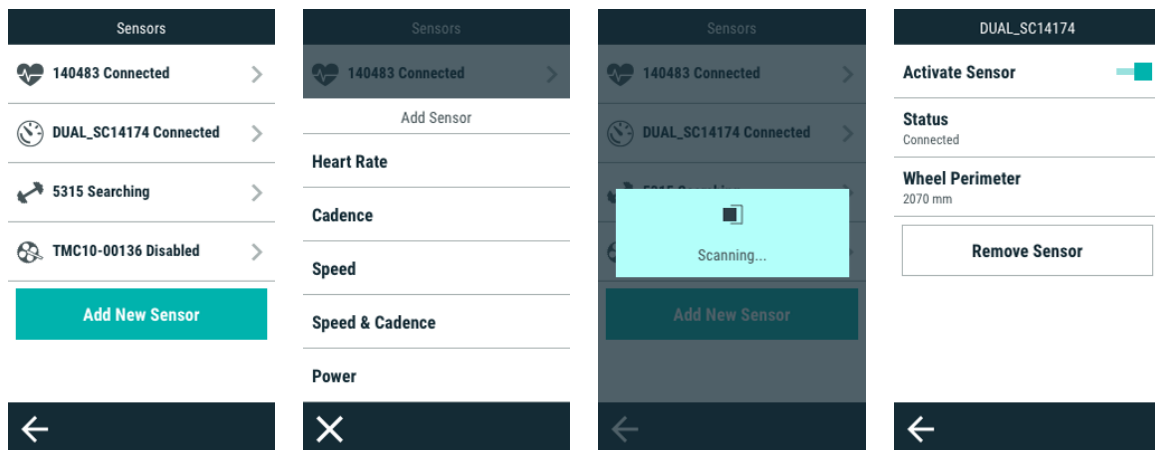 Sensors
140483 Connected
DUAL_SC14174 Connected
5315 Searching
TMC10-00136 Disabled
Add New Sensor
Sensors
140483 Connected
Add Sensor
Heart Rate
Cadence
Speed
Speed & Cadence
Power
Sensors
140483 Connected
DUAL_SC14174 Connected
Scanning...
Add New Sensor
DUAL_SC14174
Activate Sensor
Status
Connected
Wheel Perimeter
2070 mm
Remove Sensor